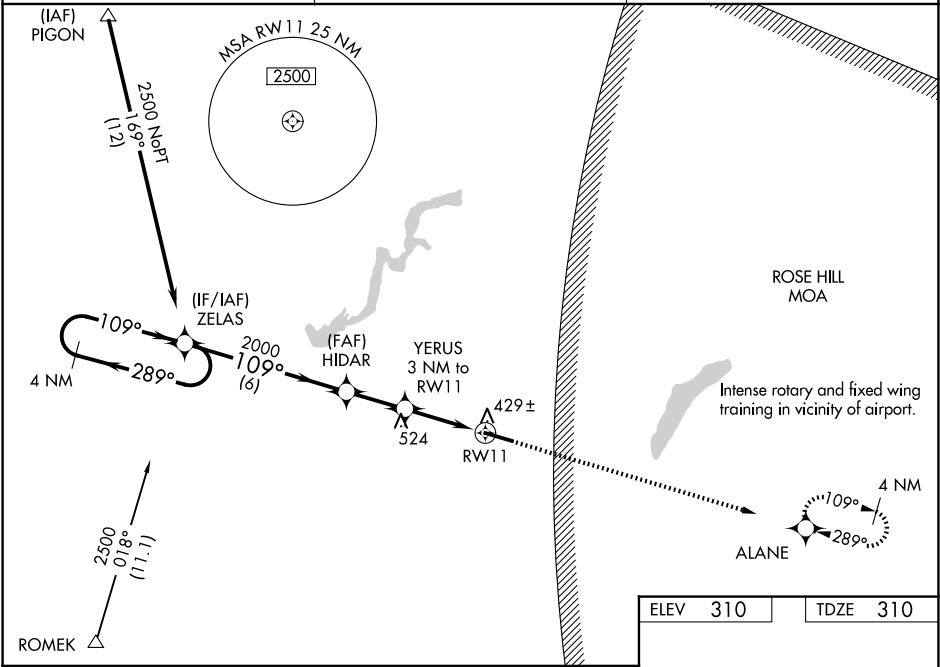 (IAF)
PIGON
MSA RW11 25 NM
2500
2500 NoPT
169°
(12)
(IF/IAF)
ZELAS
109°
289°
4 NM
2000
109°
(6)
(FAF)
HIDAR
YERUS
3 NM to
RW11
524
429±
RW11
ROSE HILL
MOA
Intense rotary and fixed wing
training in vicinity of airport.
4 NM
109°
289°
ALANE
2500
018°
(11.1)
ROMEK
ELEV 310
TDZE 310